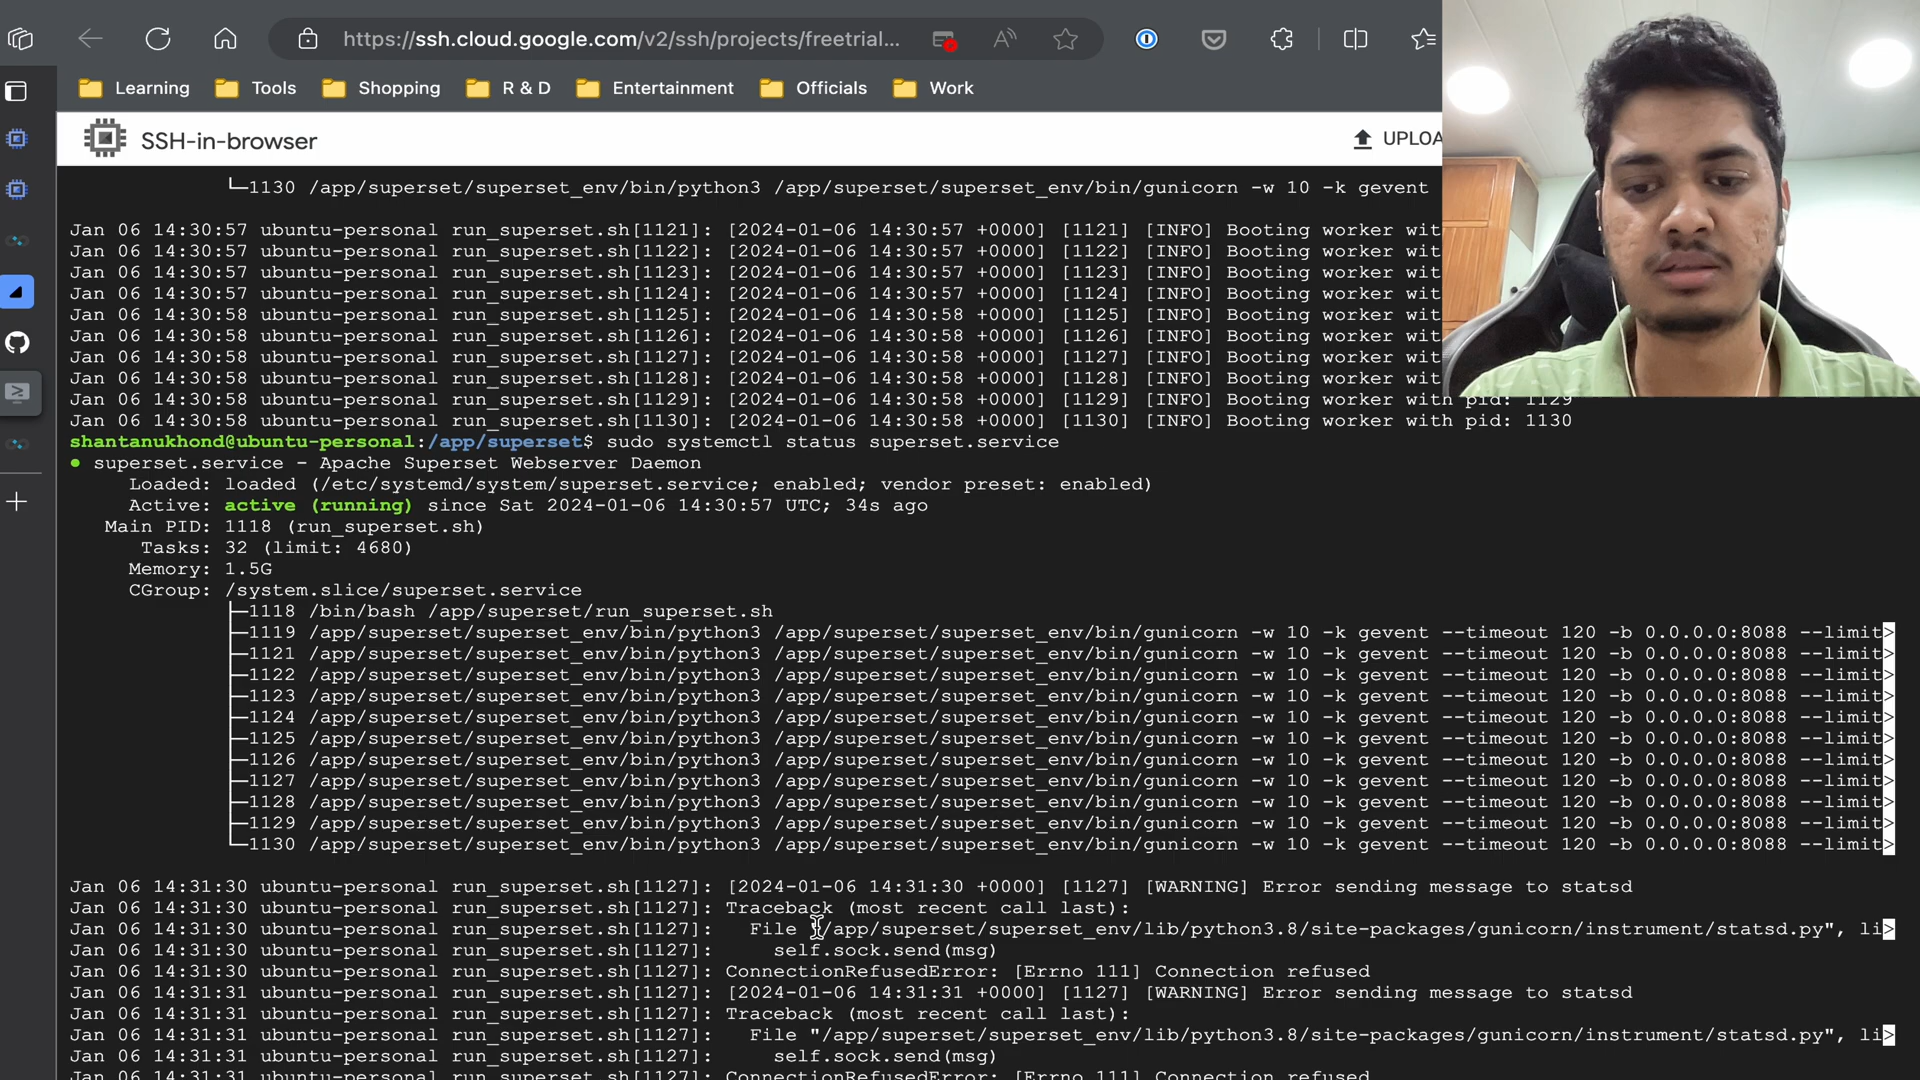 https://ssh.cloud.google.com/v2/ssh/projects/freetrial...
Learning Tools Shopping R & D Entertainment Officials Work
SSH-in-browser UPLOA
└─1130 /app/superset/superset_env/bin/python3 /app/superset/superset_env/bin/gunicorn -w 10 -k gevent
Jan 06 14:30:57 ubuntu-personal run_superset.sh[1121]: [2024-01-06 14:30:57 +0000] [1121] [INFO] Booting worker with
Jan 06 14:30:57 ubuntu-personal run_superset.sh[1122]: [2024-01-06 14:30:57 +0000] [1122] [INFO] Booting worker with
Jan 06 14:30:57 ubuntu-personal run_superset.sh[1123]: [2024-01-06 14:30:57 +0000] [1123] [INFO] Booting worker with
Jan 06 14:30:57 ubuntu-personal run_superset.sh[1124]: [2024-01-06 14:30:57 +0000] [1124] [INFO] Booting worker with
Jan 06 14:30:58 ubuntu-personal run_superset.sh[1125]: [2024-01-06 14:30:58 +0000] [1125] [INFO] Booting worker with
Jan 06 14:30:58 ubuntu-personal run_superset.sh[1126]: [2024-01-06 14:30:58 +0000] [1126] [INFO] Booting worker with
Jan 06 14:30:58 ubuntu-personal run_superset.sh[1127]: [2024-01-06 14:30:58 +0000] [1127] [INFO] Booting worker with
Jan 06 14:30:58 ubuntu-personal run_superset.sh[1128]: [2024-01-06 14:30:58 +0000] [1128] [INFO] Booting worker with
Jan 06 14:30:58 ubuntu-personal run_superset.sh[1129]: [2024-01-06 14:30:58 +0000] [1129] [INFO] Booting worker with pid: 1129
Jan 06 14:30:58 ubuntu-personal run_superset.sh[1130]: [2024-01-06 14:30:58 +0000] [1130] [INFO] Booting worker with pid: 1130
shantanukhond@ubuntu-personal:/app/superset$ sudo systemctl status superset.service
● superset.service - Apache Superset Webserver Daemon
Loaded: loaded (/etc/systemd/system/superset.service; enabled; vendor preset: enabled)
Active: active (running) since Sat 2024-01-06 14:30:57 UTC; 34s ago
Main PID: 1118 (run_superset.sh)
Tasks: 32 (limit: 4680)
Memory: 1.5G
CGroup: /system.slice/superset.service
├─1118 /bin/bash /app/superset/run_superset.sh
├─1119 /app/superset/superset_env/bin/python3 /app/superset/superset_env/bin/gunicorn -w 10 -k gevent --timeout 120 -b 0.0.0.0:8088 --limit>
├─1121 /app/superset/superset_env/bin/python3 /app/superset/superset_env/bin/gunicorn -w 10 -k gevent --timeout 120 -b 0.0.0.0:8088 --limit>
├─1122 /app/superset/superset_env/bin/python3 /app/superset/superset_env/bin/gunicorn -w 10 -k gevent --timeout 120 -b 0.0.0.0:8088 --limit>
├─1123 /app/superset/superset_env/bin/python3 /app/superset/superset_env/bin/gunicorn -w 10 -k gevent --timeout 120 -b 0.0.0.0:8088 --limit>
├─1124 /app/superset/superset_env/bin/python3 /app/superset/superset_env/bin/gunicorn -w 10 -k gevent --timeout 120 -b 0.0.0.0:8088 --limit>
├─1125 /app/superset/superset_env/bin/python3 /app/superset/superset_env/bin/gunicorn -w 10 -k gevent --timeout 120 -b 0.0.0.0:8088 --limit>
├─1126 /app/superset/superset_env/bin/python3 /app/superset/superset_env/bin/gunicorn -w 10 -k gevent --timeout 120 -b 0.0.0.0:8088 --limit>
├─1127 /app/superset/superset_env/bin/python3 /app/superset/superset_env/bin/gunicorn -w 10 -k gevent --timeout 120 -b 0.0.0.0:8088 --limit>
├─1128 /app/superset/superset_env/bin/python3 /app/superset/superset_env/bin/gunicorn -w 10 -k gevent --timeout 120 -b 0.0.0.0:8088 --limit>
├─1129 /app/superset/superset_env/bin/python3 /app/superset/superset_env/bin/gunicorn -w 10 -k gevent --timeout 120 -b 0.0.0.0:8088 --limit>
└─1130 /app/superset/superset_env/bin/python3 /app/superset/superset_env/bin/gunicorn -w 10 -k gevent --timeout 120 -b 0.0.0.0:8088 --limit>
Jan 06 14:31:30 ubuntu-personal run_superset.sh[1127]: [2024-01-06 14:31:30 +0000] [1127] [WARNING] Error sending message to statsd
Jan 06 14:31:30 ubuntu-personal run_superset.sh[1127]: Traceback (most recent call last):
Jan 06 14:31:30 ubuntu-personal run_superset.sh[1127]: File "/app/superset/superset_env/lib/python3.8/site-packages/gunicorn/instrument/statsd.py", li>
Jan 06 14:31:30 ubuntu-personal run_superset.sh[1127]: self.sock.send(msg)
Jan 06 14:31:30 ubuntu-personal run_superset.sh[1127]: ConnectionRefusedError: [Errno 111] Connection refused
Jan 06 14:31:31 ubuntu-personal run_superset.sh[1127]: [2024-01-06 14:31:31 +0000] [1127] [WARNING] Error sending message to statsd
Jan 06 14:31:31 ubuntu-personal run_superset.sh[1127]: Traceback (most recent call last):
Jan 06 14:31:31 ubuntu-personal run_superset.sh[1127]: File "/app/superset/superset_env/lib/python3.8/site-packages/gunicorn/instrument/statsd.py", li>
Jan 06 14:31:31 ubuntu-personal run_superset.sh[1127]: self.sock.send(msg)
Jan 06 14:31:31 ubuntu-personal run_superset.sh[1127]: ConnectionRefusedError: [Errno 111] Connection refused